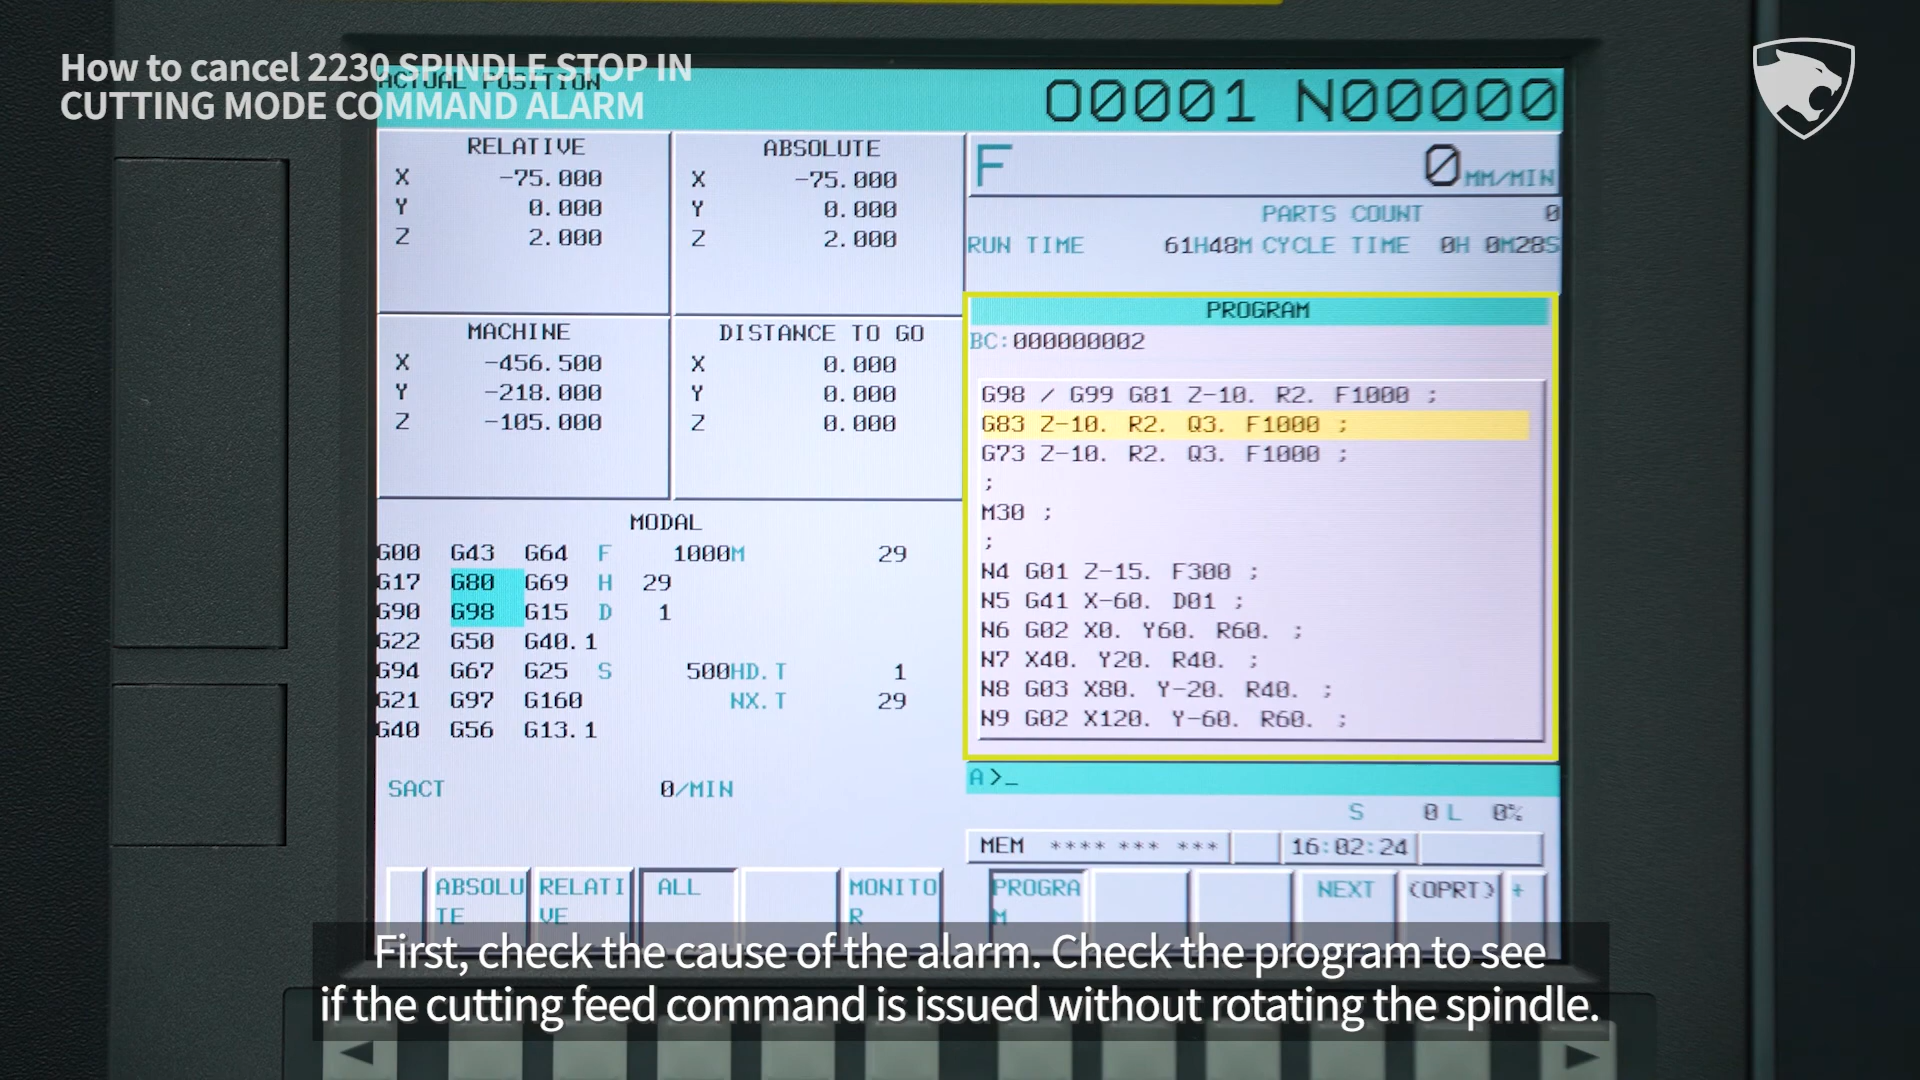 How to cancel 2230 SPINDLE STOP IN
CUTTING MODE COMMAND ALARM
ACTUAL POSITION
O0001 N00000
RELATIVE
X -75.000
Y 0.000
Z 2.000
ABSOLUTE
X -75.000
Y 0.000
Z 2.000
MACHINE
X -456.500
Y -218.000
Z -105.000
DISTANCE TO GO
X 0.000
Y 0.000
Z 0.000
F 0 MM/MIN
PARTS COUNT 0
RUN TIME 61H48M CYCLE TIME 0H 0M28S
PROGRAM
BC:000000002
G98 / G99 G81 Z-10. R2. F1000 ;
G83 Z-10. R2. Q3. F1000 ;
G73 Z-10. R2. Q3. F1000 ;
;
M30 ;
;
N4 G01 Z-15. F300 ;
N5 G41 X-60. D01 ;
N6 G02 X0. Y60. R60. ;
N7 X40. Y20. R40. ;
N8 G03 X80. Y-20. R40. ;
N9 G02 X120. Y-60. R60. ;
MODAL
G00 G43 G64 F 1000M 29
G17 G80 G69 H 29
G90 G98 G15 D 1
G22 G50 G40.1
G94 G67 G25 S 500HD.T 1
G21 G97 G160 NX.T 29
G40 G56 G13.1
SACT 0/MIN
A>_
S 0 L 0%
MEM **** *** *** 16:02:24
ABSOLU
TE
RELATI
VE
ALL
MONITO
R
PROGRA
M
NEXT
(OPRT)
+
First, check the cause of the alarm. Check the program to see
if the cutting feed command is issued without rotating the spindle.